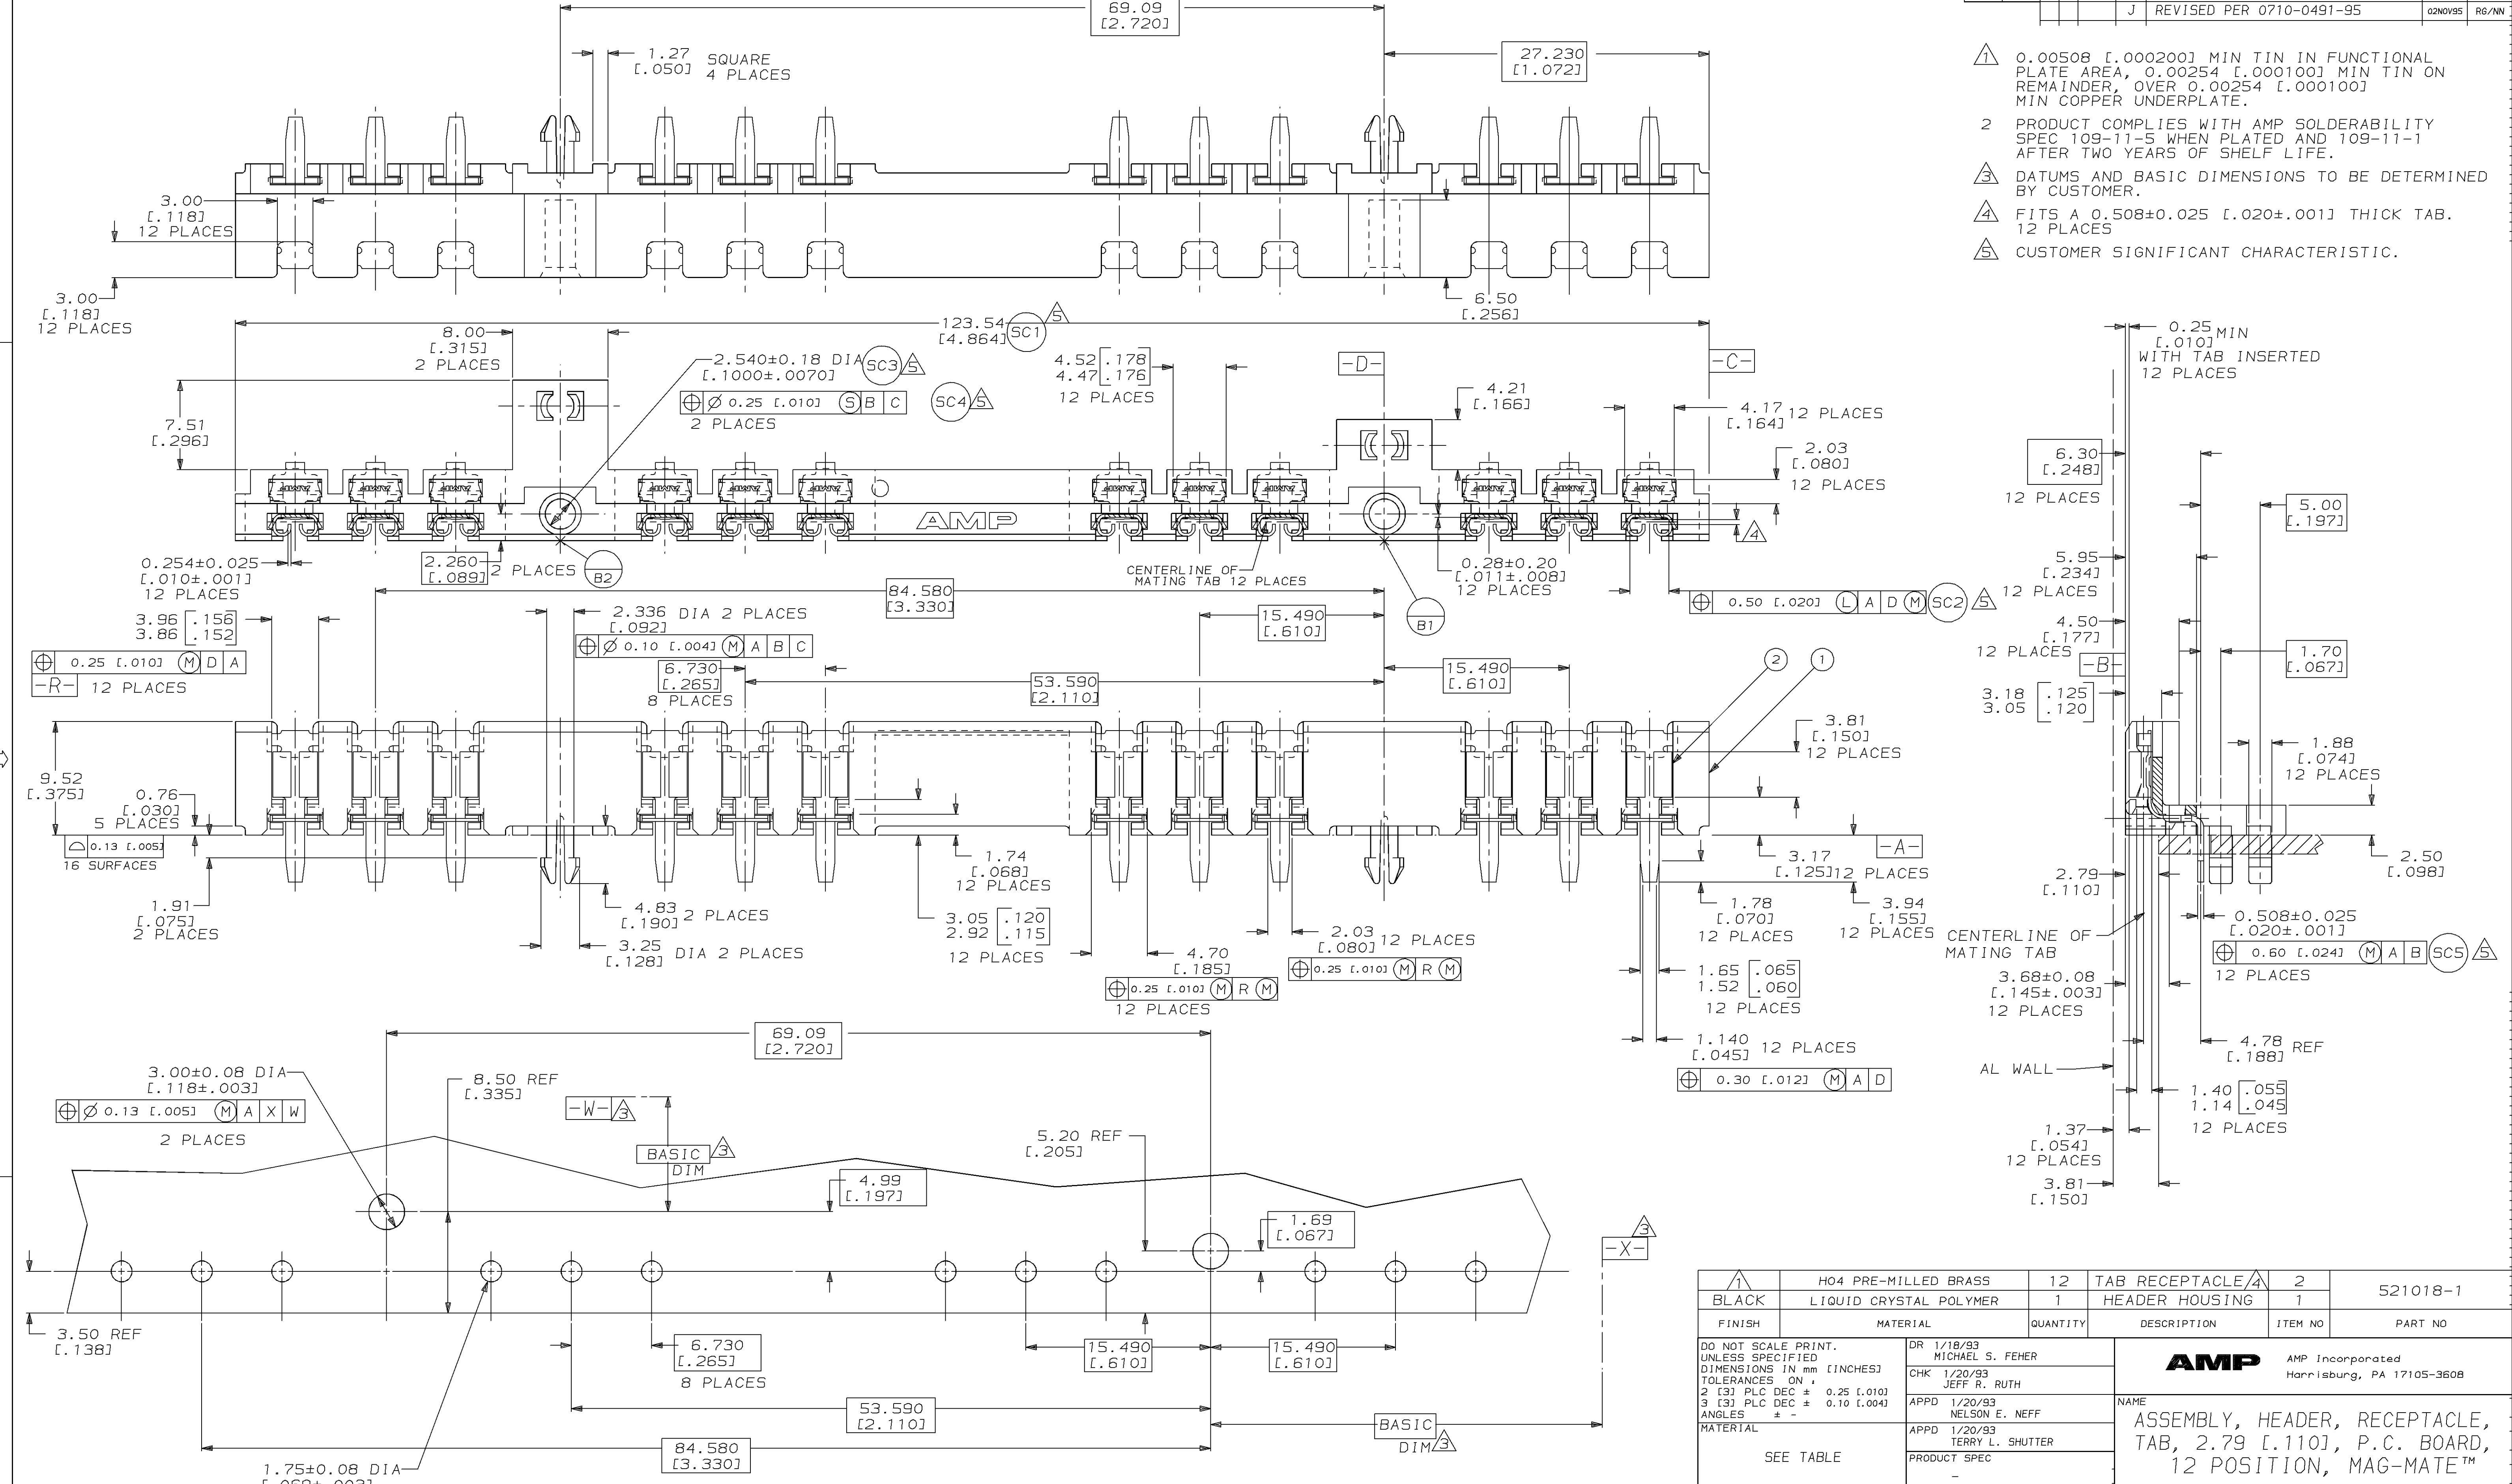 69.09
[2.720]
J REVISED PER 0710-0491-95 02NOV95 RG/NN
1.27
[.050] SQUARE
4 PLACES
27.230
[1.072]
1 0.00508 [.000200] MIN TIN IN FUNCTIONAL
PLATE AREA, 0.00254 [.000100] MIN TIN ON
REMAINDER, OVER 0.00254 [.000100]
MIN COPPER UNDERPLATE.
2 PRODUCT COMPLIES WITH AMP SOLDERABILITY
SPEC 109-11-5 WHEN PLATED AND 109-11-1
AFTER TWO YEARS OF SHELF LIFE.
3 DATUMS AND BASIC DIMENSIONS TO BE DETERMINED
BY CUSTOMER.
4 FITS A 0.508±0.025 [.020±.001] THICK TAB.
12 PLACES
5 CUSTOMER SIGNIFICANT CHARACTERISTIC.
3.00
[.118]
12 PLACES
3.00
[.118]
12 PLACES
6.50
[.256]
123.54
[4.864] SC1 5
8.00
[.315]
2 PLACES
2.540±0.18 DIA
[.1000±.0070] SC3 5
⌖ Ø 0.25 [.010] Ⓢ B C SC4 5
2 PLACES
4.52 [.178
4.47 .176]
12 PLACES
-D-
4.21
[.166]
-C-
4.17
[.164] 12 PLACES
2.03
[.080]
12 PLACES
7.51
[.296]
AMP
0.254±0.025
[.010±.001]
12 PLACES
2.260
[.089] 2 PLACES
B2
CENTERLINE OF
MATING TAB 12 PLACES
0.28±0.20
[.011±.008]
12 PLACES
4
B1
⌖ 0.50 [.020] Ⓛ A D Ⓜ SC2 5
84.580
[3.330]
15.490
[.610]
0.25 MIN
[.010]
WITH TAB INSERTED
12 PLACES
6.30
[.248]
12 PLACES
5.00
[.197]
5.95
[.234]
12 PLACES
4.50
[.177]
12 PLACES
-B-
1.70
[.067]
3.18 [.125
3.05 .120]
1.88
[.074]
12 PLACES
3.96 [.156
3.86 .152]
⌖ 0.25 [.010] Ⓜ D A
-R- 12 PLACES
2.336 DIA 2 PLACES
[.092]
⌖ Ø 0.10 [.004] Ⓜ A B C
6.730
[.265]
8 PLACES
53.590
[2.110]
15.490
[.610]
2
1
9.52
[.375]
0.76
[.030]
5 PLACES
⌓ 0.13 [.005]
16 SURFACES
1.91
[.075]
2 PLACES
4.83
[.190] 2 PLACES
3.25
[.128] DIA 2 PLACES
1.74
[.068]
12 PLACES
3.05 [.120
2.92 .115]
12 PLACES
4.70
[.185]
⌖ 0.25 [.010] Ⓜ R Ⓜ
12 PLACES
2.03
[.080] 12 PLACES
⌖ 0.25 [.010] Ⓜ R Ⓜ
3.81
[.150]
12 PLACES
-A-
3.17
[.125] 12 PLACES
1.78
[.070]
12 PLACES
3.94
[.155]
12 PLACES
1.65 [.065
1.52 .060]
12 PLACES
1.140
[.045] 12 PLACES
⌖ 0.30 [.012] Ⓜ A D
2.50
[.098]
2.79
[.110]
0.508±0.025
[.020±.001]
⌖ 0.60 [.024] Ⓜ A B SC5 5
12 PLACES
CENTERLINE OF
MATING TAB
3.68±0.08
[.145±.003]
12 PLACES
4.78
[.188] REF
AL WALL
1.40 [.055
1.14 .045]
12 PLACES
1.37
[.054]
12 PLACES
3.81
[.150]
69.09
[2.720]
3.00±0.08 DIA
[.118±.003]
⌖ Ø 0.13 [.005] Ⓜ A X W
2 PLACES
8.50 REF
[.335]
-W- 3
BASIC 3
DIM
5.20 REF
[.205]
4.99
[.197]
1.69
[.067]
-X- 3
3.50 REF
[.138]
6.730
[.265]
8 PLACES
15.490
[.610]
15.490
[.610]
53.590
[2.110]
BASIC
DIM 3
84.580
[3.330]
1.75±0.08 DIA
1 H04 PRE-MILLED BRASS 12 TAB RECEPTACLE 4 2 521018-1
BLACK LIQUID CRYSTAL POLYMER 1 HEADER HOUSING 1
FINISH MATERIAL QUANTITY DESCRIPTION ITEM NO PART NO
DO NOT SCALE PRINT.
UNLESS SPECIFIED
DIMENSIONS IN mm [INCHES]
TOLERANCES ON :
2 [3] PLC DEC ± 0.25 [.010]
3 [3] PLC DEC ± 0.10 [.004]
ANGLES ± -
MATERIAL
SEE TABLE
DR 1/18/93
MICHAEL S. FEHER
CHK 1/20/93
JEFF R. RUTH
APPD 1/20/93
NELSON E. NEFF
APPD 1/20/93
TERRY L. SHUTTER
PRODUCT SPEC
-
AMP AMP Incorporated
Harrisburg, PA 17105-3608
NAME
ASSEMBLY, HEADER, RECEPTACLE,
TAB, 2.79 [.110], P.C. BOARD,
12 POSITION, MAG-MATE™